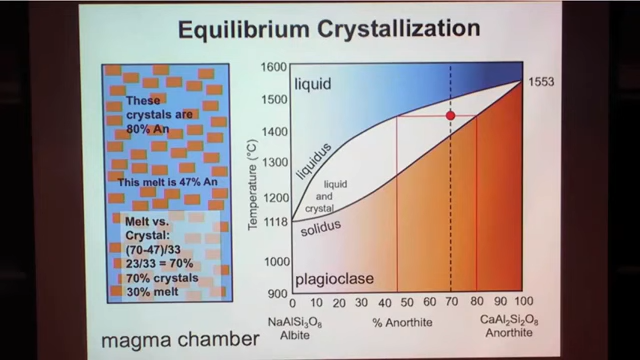 Equilibrium Crystallization
These
crystals are
80% An
This melt is 47% An
Melt vs.
Crystal:
(70-47)/33
23/33 = 70%
70% crystals
30% melt
magma chamber
Temperature (°C)
1600
1500
1400
1300
1200
1118
1000
900
liquid
liquidus
liquid
and
crystal
solidus
plagioclase
1553
0 10 20 30 40 50 60 70 80 90 100
NaAlSi₃O₈
Albite
% Anorthite
CaAl₂Si₂O₈
Anorthite